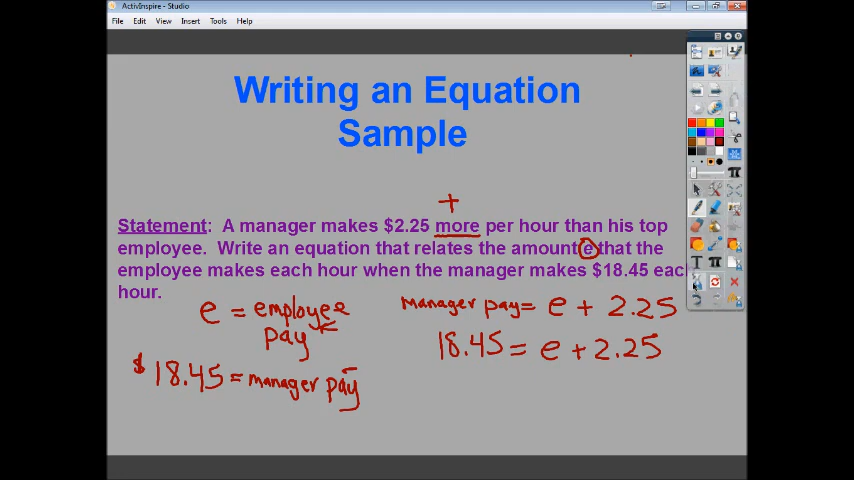 ActivInspire - Studio
File Edit View Insert Tools Help
Writing an Equation
Sample
+
Statement: A manager makes $2.25 more per hour than his top
employee. Write an equation that relates the amount e that the
employee makes each hour when the manager makes $18.45 each
hour.
e = employee
pay
manager pay = e + 2.25
18.45 = e + 2.25
$18.45 = manager pay